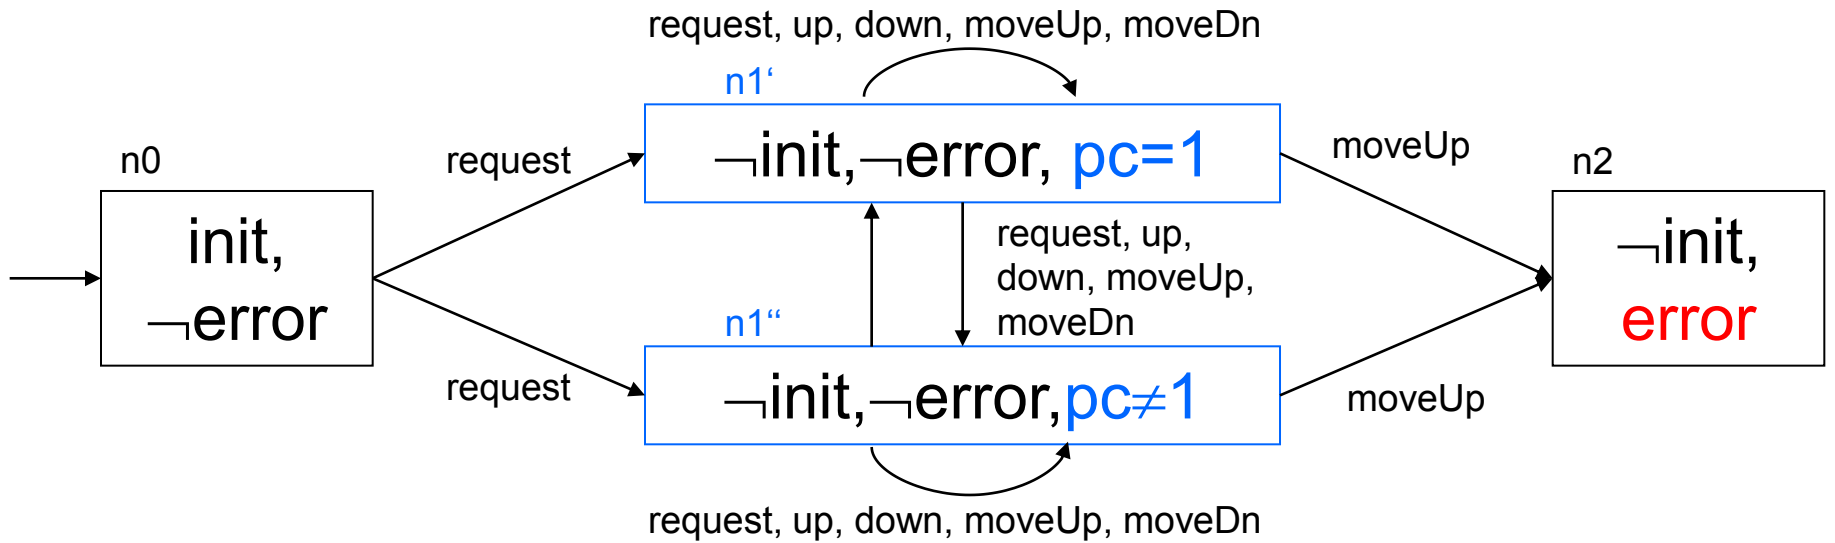 request, up, down, moveUp, moveDn
n1‘
¬init,¬error, pc=1
n0
request
moveUp
n2
init,
¬error
request, up,
down, moveUp,
moveDn
¬init,
error
n1“
request
¬init,¬error,pc≠1
moveUp
request, up, down, moveUp, moveDn